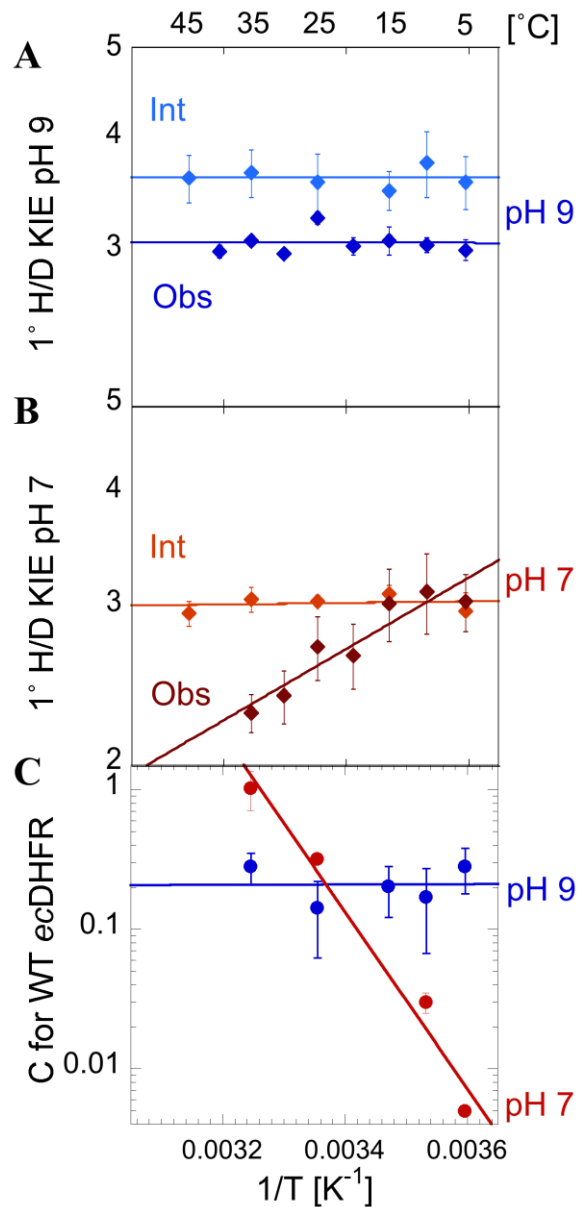 45 35 25 15 5 [°C]
A
5
4
3
1° H/D KIE pH 9
Int
pH 9
Obs
B
5
4
3
2
1° H/D KIE pH 7
Int
pH 7
Obs
C
1
0.1
0.01
C for WT ecDHFR
pH 9
pH 7
0.0032 0.0034 0.0036
1/T [K⁻¹]